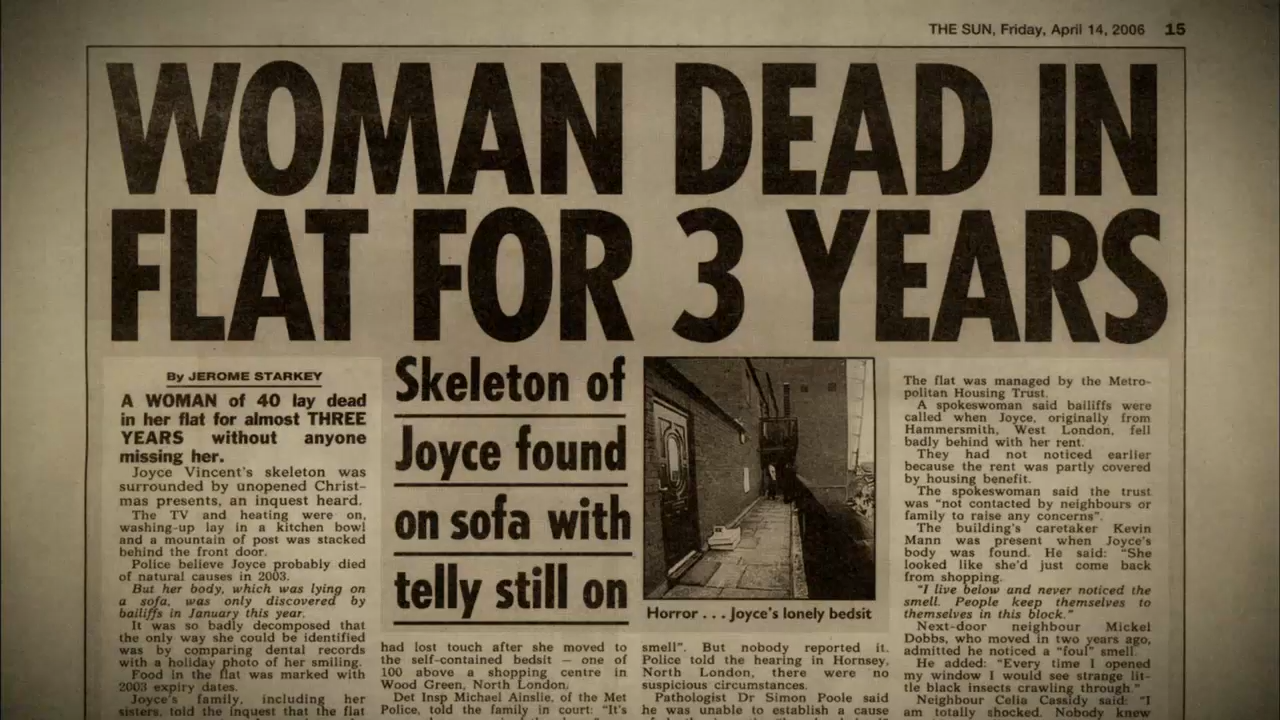 THE SUN, Friday, April 14, 2006 15
WOMAN DEAD IN
FLAT FOR 3 YEARS
By JEROME STARKEY
A WOMAN of 40 lay dead
in her flat for almost THREE
YEARS without anyone
missing her.
Joyce Vincent's skeleton was
surrounded by unopened Christ-
mas presents, an inquest heard.
The TV and heating were on,
washing-up lay in a kitchen bowl
and a mountain of post was stacked
behind the front door.
Police believe Joyce probably died
of natural causes in 2003.
But her body, which was lying on
a sofa, was only discovered by
bailiffs in January this year.
It was so badly decomposed that
the only way she could be identified
was by comparing dental records
with a holiday photo of her smiling.
Food in the flat was marked with
2003 expiry dates.
Joyce's family, including her
sisters, told the inquest that the flat
Skeleton of
Joyce found
on sofa with
telly still on
had lost touch after she moved to
the self-contained bedsit — one of
100 above a shopping centre in
Wood Green, North London.
Det Insp Michael Ainslie, of the Met
Police, told the family in court: "It's
Horror . . . Joyce's lonely bedsit
smell". But nobody reported it.
Police told the hearing in Hornsey,
North London, there were no
suspicious circumstances.
Pathologist Dr Simon Poole said
he was unable to establish a cause
The flat was managed by the Metro-
politan Housing Trust.
A spokeswoman said bailiffs were
called when Joyce, originally from
Hammersmith, West London, fell
badly behind with her rent.
They had not noticed earlier
because the rent was partly covered
by housing benefit.
The spokeswoman said the trust
was "not contacted by neighbours or
family to raise any concerns".
The building's caretaker Kevin
Mann was present when Joyce's
body was found. He said: "She
looked like she'd just come back
from shopping.
"I live below and never noticed the
smell. People keep themselves to
themselves in this block."
Next-door neighbour Mickel
Dobbs, who moved in two years ago,
admitted he noticed a "foul" smell.
He added: "Every time I opened
my window I would see strange lit-
tle black insects crawling through."
Neighbour Celia Cassidy said: "I
am totally shocked. Nobody knew